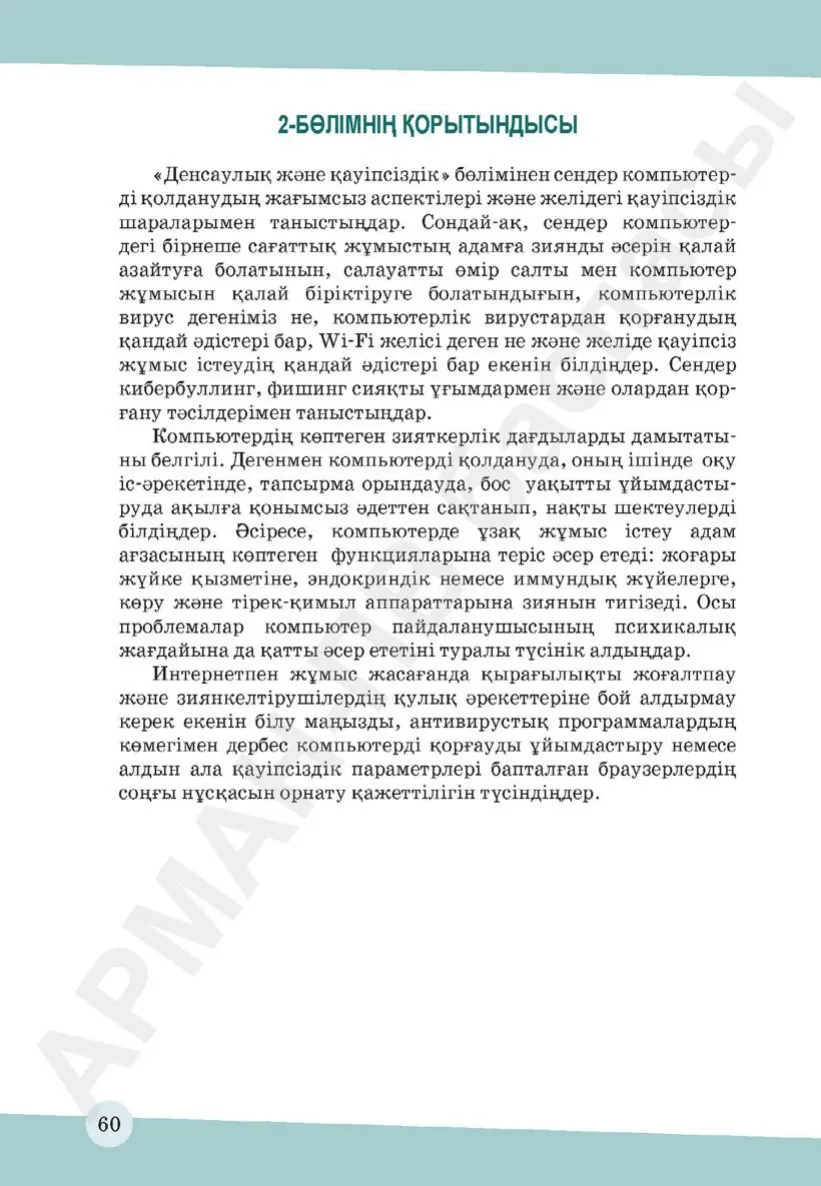 2-БӨЛІМНІҢ ҚОРЫТЫНДЫСЫ
«Денсаулық және қауіпсіздік» бөлімінен сендер компьютер-
ді қолданудың жағымсыз аспектілері және желідегі қауіпсіздік
шараларымен таныстыңдар. Сондай-ақ, сендер компьютер-
дегі бірнеше сағаттық жұмыстың адамға зиянды әсерін қалай
азайтуға болатынын, салауатты өмір салты мен компьютер
жұмысын қалай біріктіруге болатындығын, компьютерлік
вирус дегеніміз не, компьютерлік вирустардан қорғанудың
қандай әдістері бар, Wi-Fi желісі деген не және желіде қауіпсіз
жұмыс істеудің қандай әдістері бар екенін білдіңдер. Сендер
кибербуллинг, фишинг сияқты ұғымдармен және олардан қор-
ғану тәсілдерімен таныстыңдар.
Компьютердің көптеген зияткерлік дағдыларды дамытаты-
ны белгілі. Дегенмен компьютерді қолдануда, оның ішінде оқу
іс-әрекетінде, тапсырма орындауда, бос уақытты ұйымдасты-
руда ақылға қонымсыз әдеттен сақтанып, нақты шектеулерді
білдіңдер. Әсіресе, компьютерде ұзақ жұмыс істеу адам
ағзасының көптеген функцияларына теріс әсер етеді: жоғары
жүйке қызметіне, эндокриндік немесе иммундық жүйелерге,
көру және тірек-қимыл аппараттарына зиянын тигізеді. Осы
проблемалар компьютер пайдаланушысының психикалық
жағдайына да қатты әсер ететіні туралы түсінік алдыңдар.
Интернетпен жұмыс жасағанда қырағылықты жоғалтпау
және зиянкелтірушілердің қулық әрекеттеріне бой алдырмау
керек екенін білу маңызды, антивирустық программалардың
көмегімен дербес компьютерді қорғауды ұйымдастыру немесе
алдын ала қауіпсіздік параметрлері бапталған браузерлердің
соңғы нұсқасын орнату қажеттілігін түсіндіңдер.
АРМАН-ПВ баспасы
60